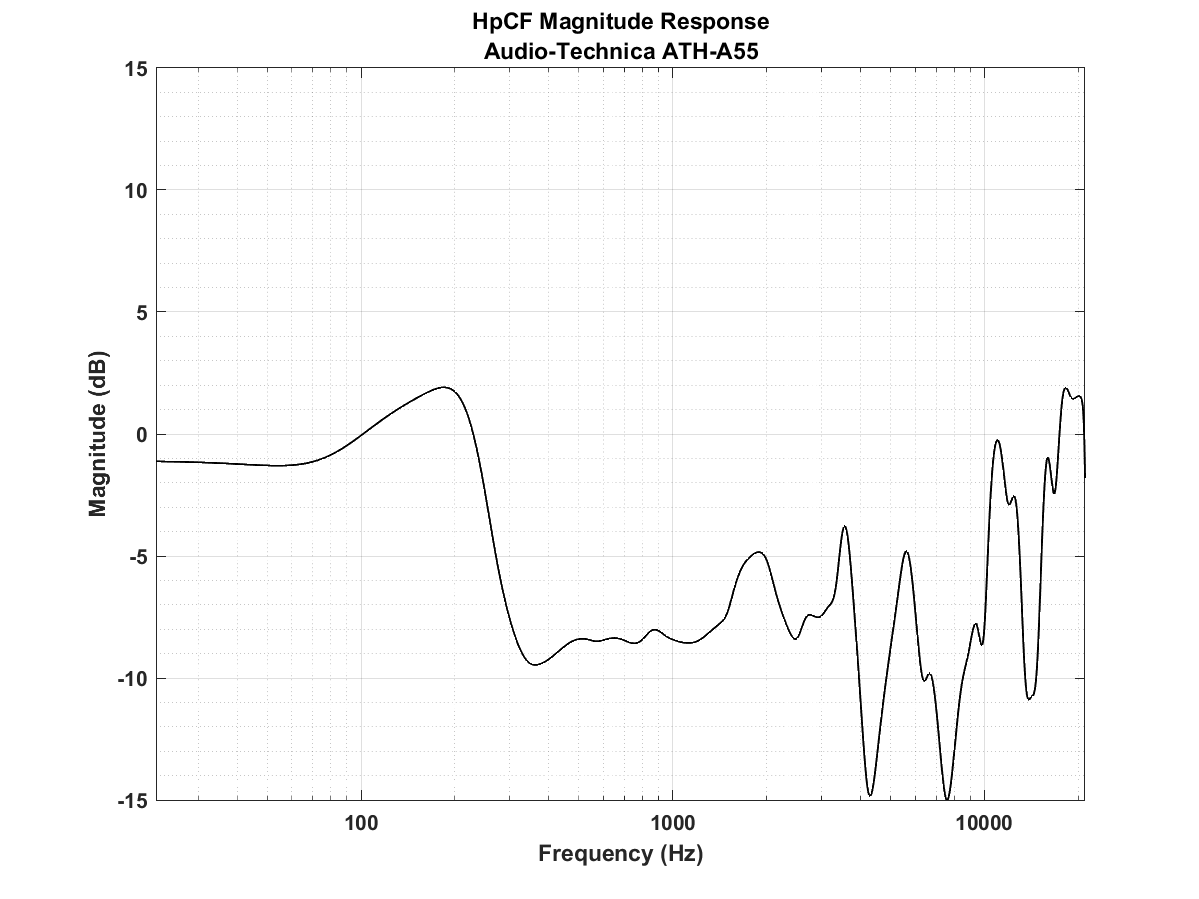 HpCF Magnitude Response
Audio-Technica ATH-A55
15
10
5
0
-5
-10
-15
Magnitude (dB)
100
1000
10000
Frequency (Hz)